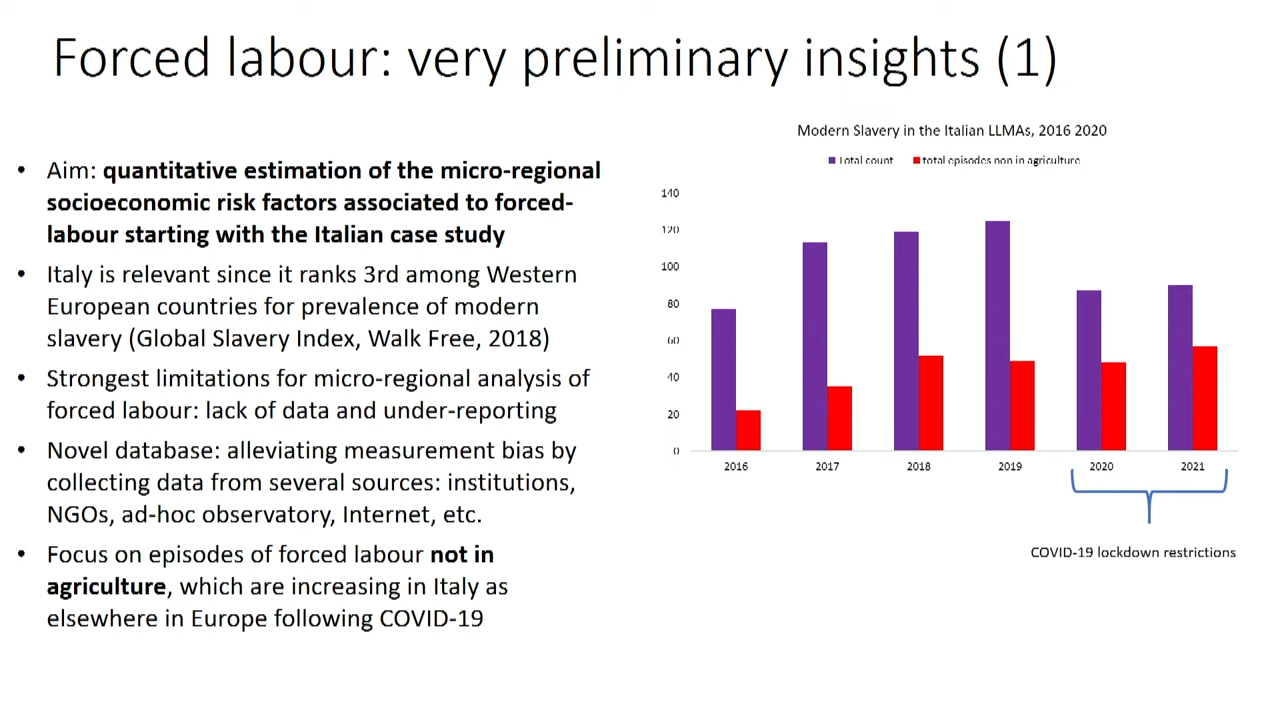 Forced labour: very preliminary insights (1)
• Aim: quantitative estimation of the micro-regional
socioeconomic risk factors associated to forced-
labour starting with the Italian case study
• Italy is relevant since it ranks 3rd among Western
European countries for prevalence of modern
slavery (Global Slavery Index, Walk Free, 2018)
• Strongest limitations for micro-regional analysis of
forced labour: lack of data and under-reporting
• Novel database: alleviating measurement bias by
collecting data from several sources: institutions,
NGOs, ad-hoc observatory, Internet, etc.
• Focus on episodes of forced labour not in
agriculture, which are increasing in Italy as
elsewhere in Europe following COVID-19
Modern Slavery in the Italian LLMAs, 2016 2020
Total count total episodes non in agriculture
140
120
100
80
60
40
20
0
2016 2017 2018 2019 2020 2021
COVID-19 lockdown restrictions